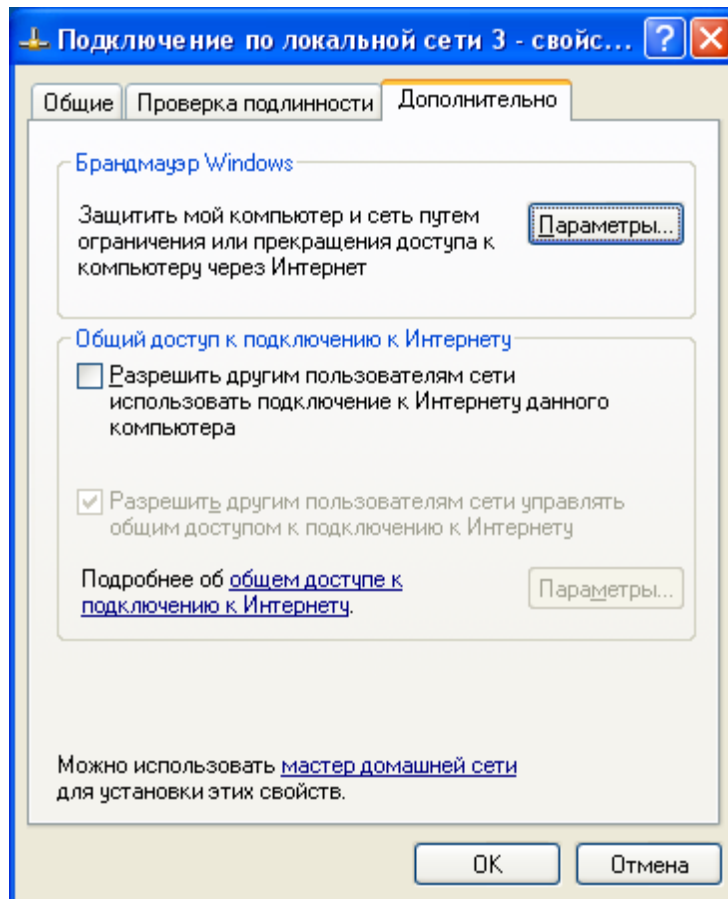 Подключение по локальной сети 3 - свойс...
Общие
Проверка подлинности
Дополнительно
Брандмауэр Windows
Защитить мой компьютер и сеть путем
ограничения или прекращения доступа к
компьютеру через Интернет
Параметры...
Общий доступ к подключению к Интернету
Разрешить другим пользователям сети
использовать подключение к Интернету данного
компьютера
Разрешить другим пользователям сети управлять
общим доступом к подключению к Интернету
Подробнее об общем доступе к
подключению к Интернету.
Параметры...
Можно использовать мастер домашней сети
для установки этих свойств.
OK
Отмена